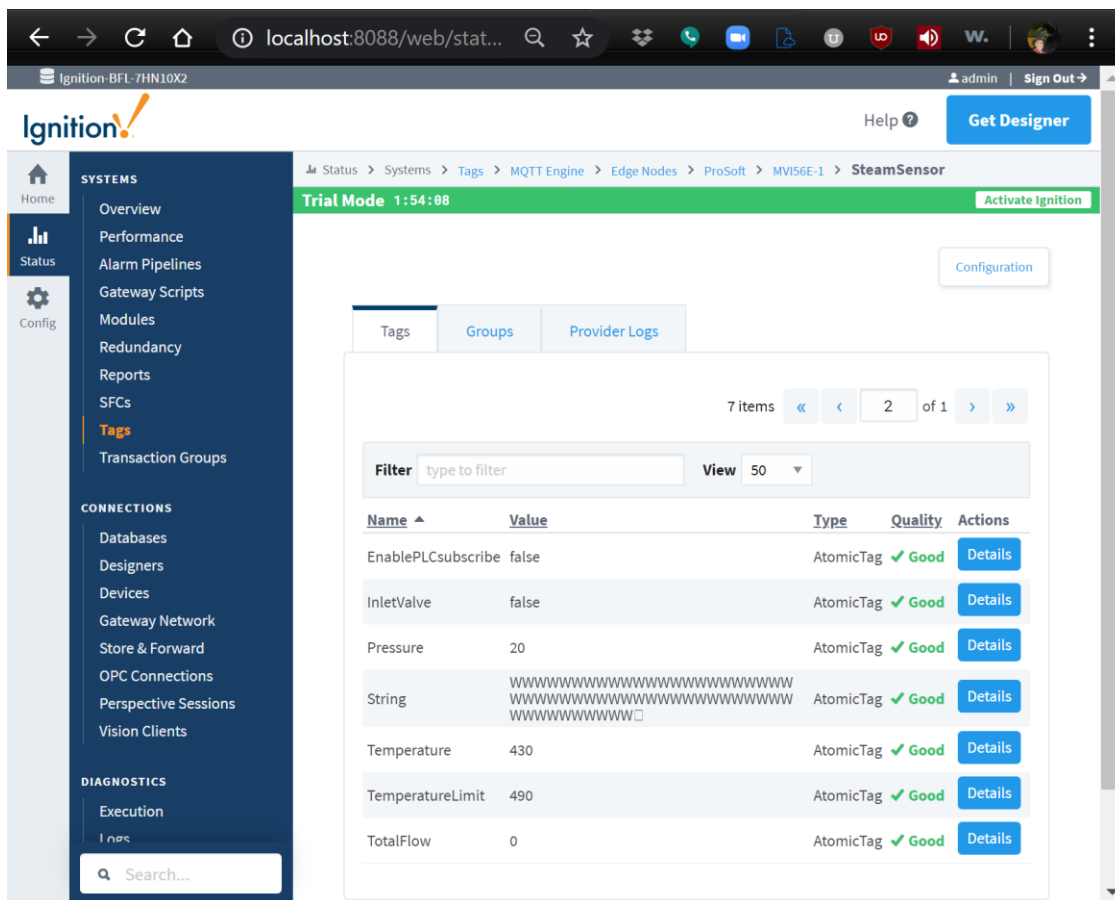 localhost:8088/web/stat...
W.
Ignition-BFL-7HN10X2
admin | Sign Out
Ignition!
Help
Get Designer
Home
Status
Config
SYSTEMS
Overview
Performance
Alarm Pipelines
Gateway Scripts
Modules
Redundancy
Reports
SFCs
Tags
Transaction Groups
CONNECTIONS
Databases
Designers
Devices
Gateway Network
Store & Forward
OPC Connections
Perspective Sessions
Vision Clients
DIAGNOSTICS
Execution
Logs
Search...
Status > Systems > Tags > MQTT Engine > Edge Nodes > ProSoft > MVI56E-1 > SteamSensor
Trial Mode 1:54:08 Activate Ignition
Configuration
Tags Groups Provider Logs
7 items « ‹ 2 of 1 › »
Filter type to filter View 50
Name Value Type Quality Actions
EnablePLCsubscribe false AtomicTag Good Details
InletValve false AtomicTag Good Details
Pressure 20 AtomicTag Good Details
WWWWWWWWWWWWWWWWWWWWWWW
String WWWWWWWWWWWWWWWWWWWWWWW AtomicTag Good Details
WWWWWWWWWW□
Temperature 430 AtomicTag Good Details
TemperatureLimit 490 AtomicTag Good Details
TotalFlow 0 AtomicTag Good Details